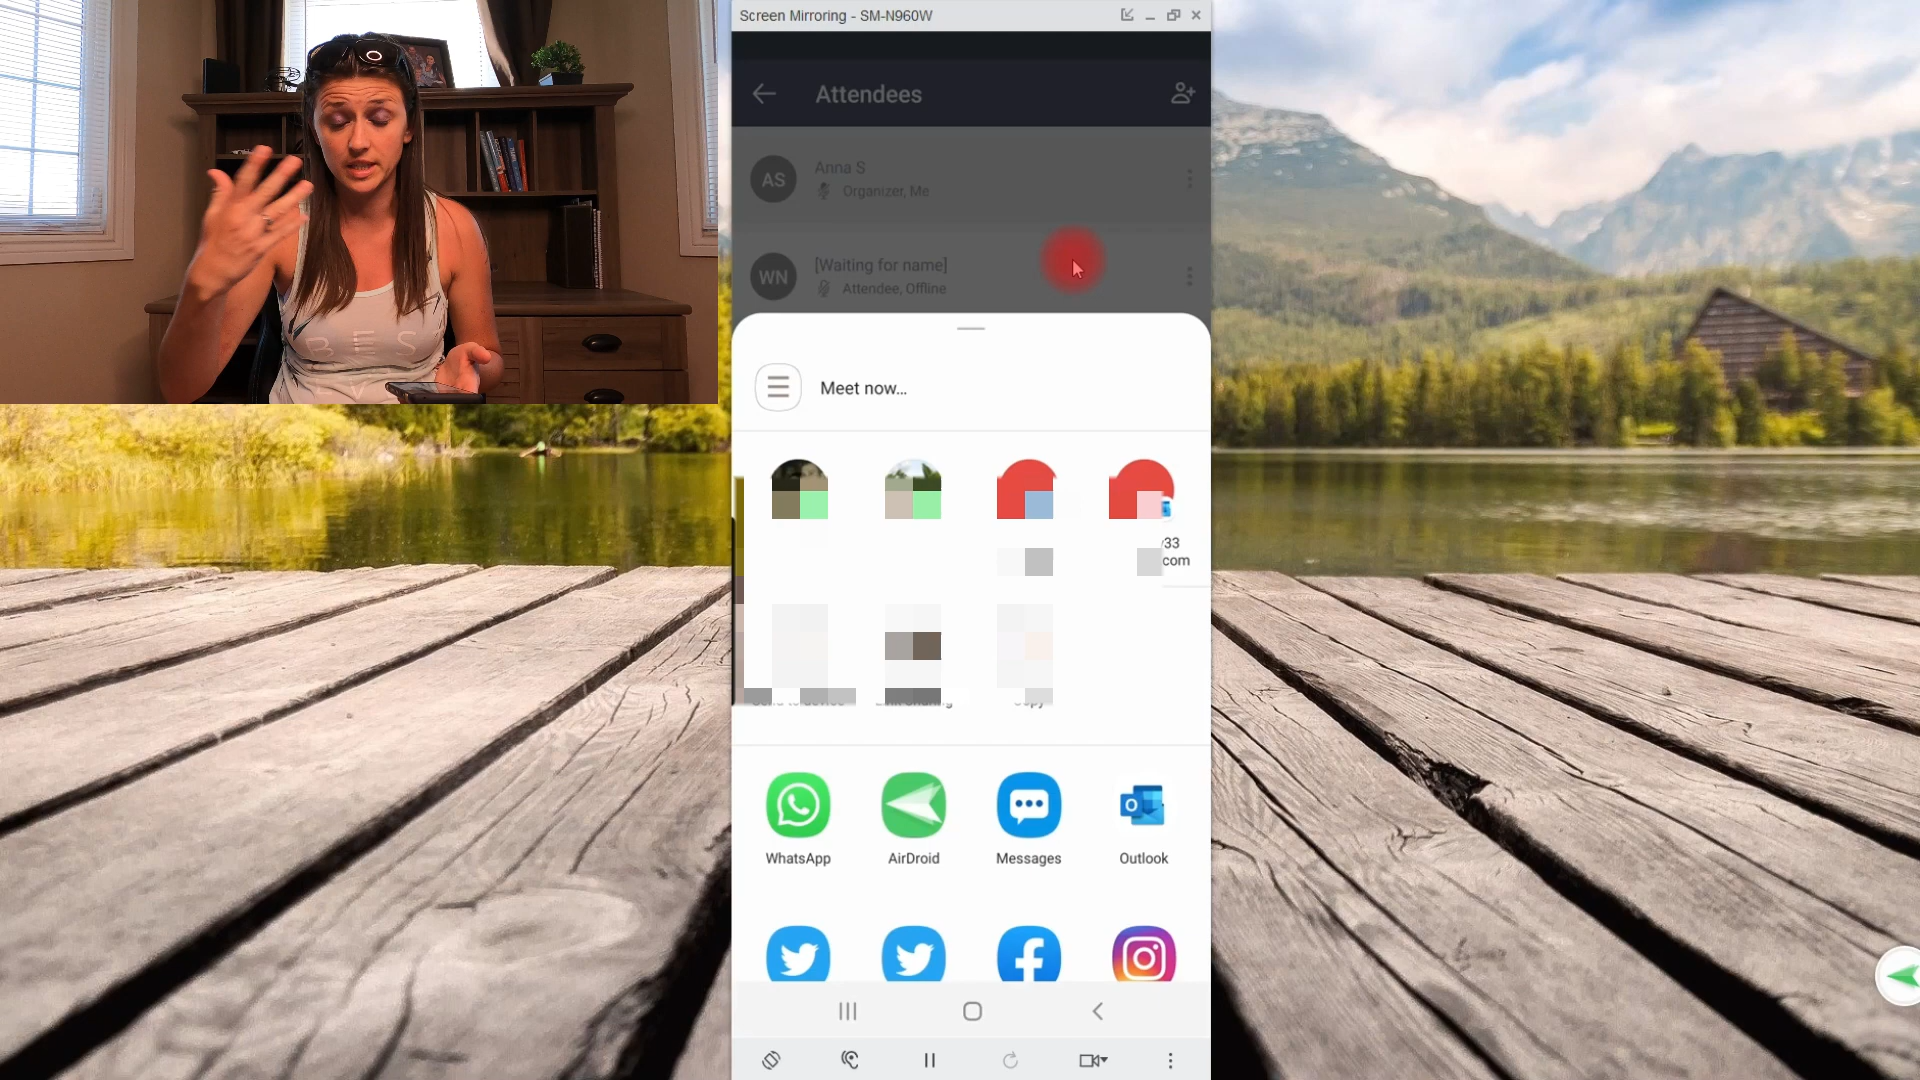 Screen Mirroring - SM-N960W
Attendees
AS
Anna S
Organizer, Me
WN
[Waiting for name]
Attendee, Offline
BES
Meet now...
com
WhatsApp
AirDroid
Messages
Outlook